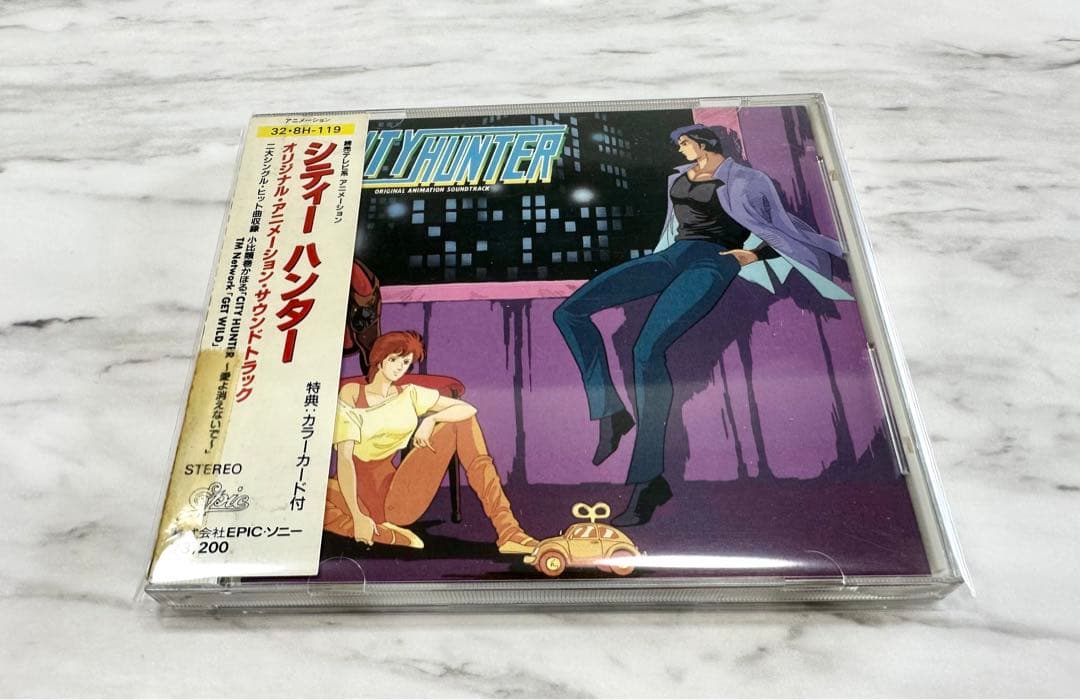 アニメーション
32・8H-119
読売テレビ系 アニメーション
シティー ハンター
オリジナル・アニメーション・サウンドトラック
二大シングル・ヒット曲収録 小比類巻かほる「CITY HUNTER 〜愛よ消えないで〜」
TM Network「GET WILD」
特典:カラーカード付
STEREO
Epic
式会社EPIC・ソニー
3,200
CITY HUNTER
ORIGINAL ANIMATION SOUNDTRACK